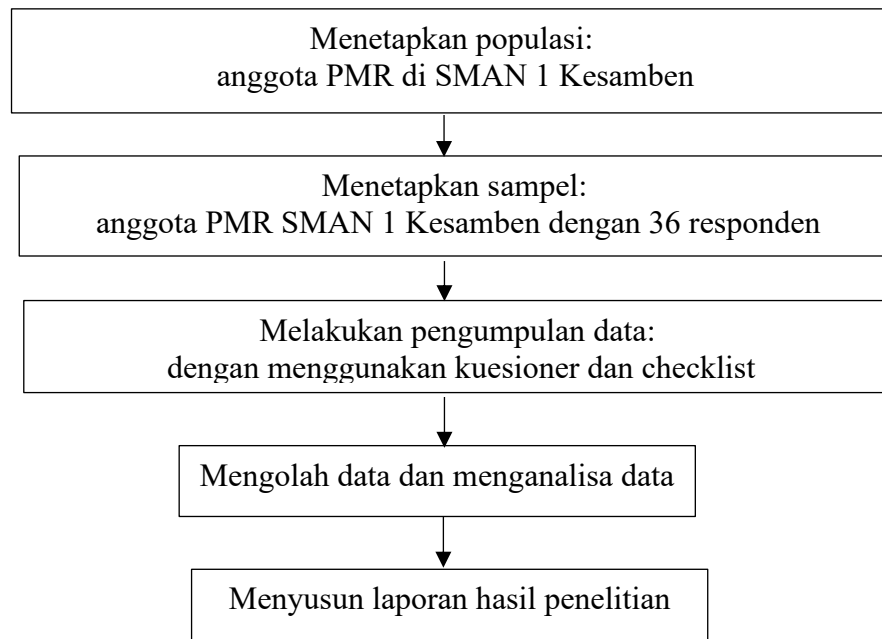 Menetapkan populasi:
anggota PMR di SMAN 1 Kesamben
Menetapkan sampel:
anggota PMR SMAN 1 Kesamben dengan 36 responden
Melakukan pengumpulan data:
dengan menggunakan kuesioner dan checklist
Mengolah data dan menganalisa data
Menyusun laporan hasil penelitian